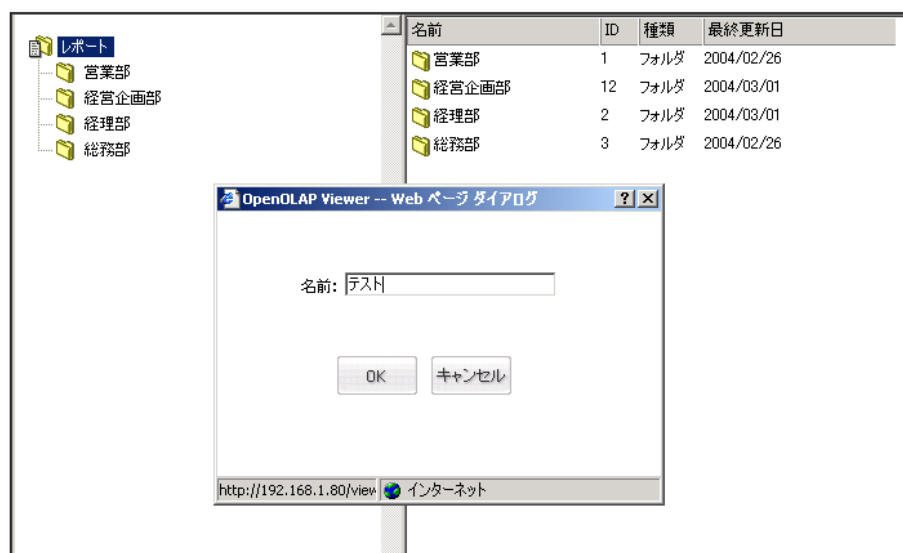 レポート
営業部
経営企画部
経理部
総務部
名前 ID 種類 最終更新日
営業部 1 フォルダ 2004/02/26
経営企画部 12 フォルダ 2004/03/01
経理部 2 フォルダ 2004/03/01
総務部 3 フォルダ 2004/02/26
OpenOLAP Viewer -- Web ページ ダイアログ
名前: テスト
OK キャンセル
http://192.168.1.80/view インターネット